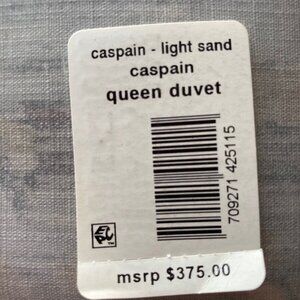 caspain - light sand
caspain
queen duvet
709271 425115
msrp $375.00